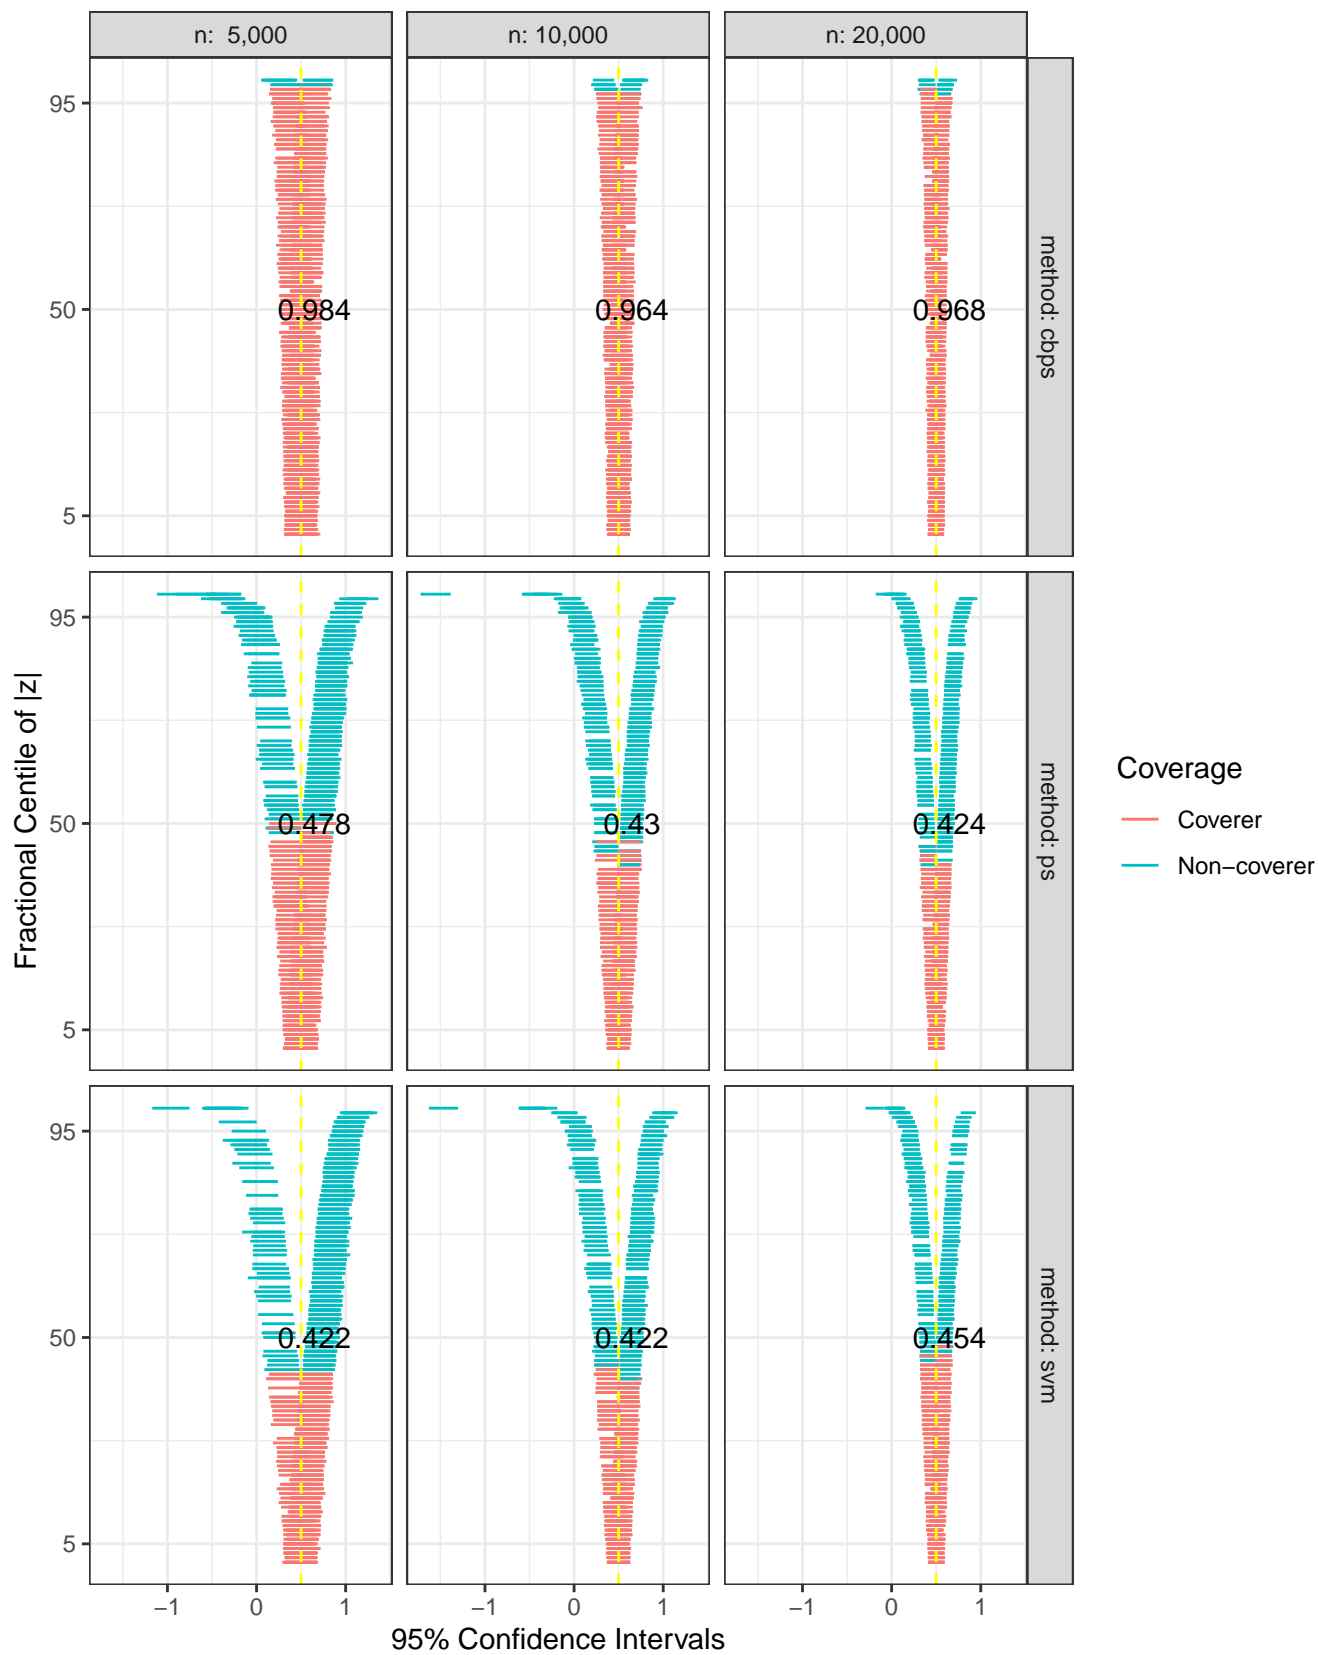 n:  5,000
n: 10,000
n: 20,000
95
50
5
0.984
0.964
0.968
method: cbps
95
50
5
0.478
0.43
0.424
method: ps
95
50
5
0.422
0.422
0.454
method: svm
Fractional Centile of |z|
−1
0
1
−1
0
1
−1
0
1
95% Confidence Intervals
Coverage
Coverer
Non−coverer